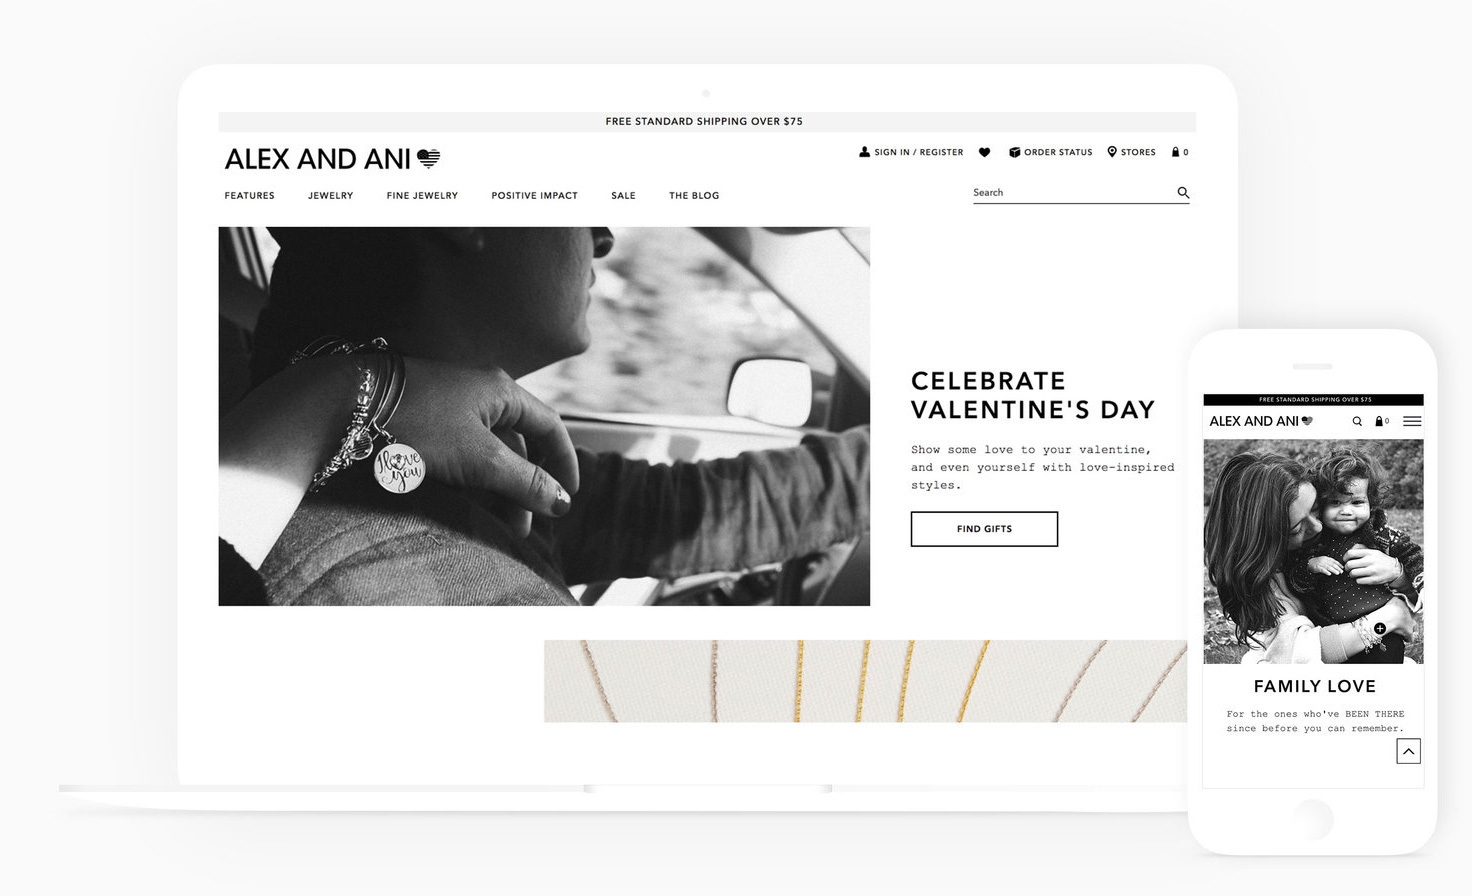 FREE STANDARD SHIPPING OVER $75
ALEX AND ANI
SIGN IN / REGISTER
ORDER STATUS
STORES
0
FEATURES
JEWELRY
FINE JEWELRY
POSITIVE IMPACT
SALE
THE BLOG
Search
I love
you
CELEBRATE
VALENTINE'S DAY
Show some love to your valentine,
and even yourself with love-inspired
styles.
FIND GIFTS
FREE STANDARD SHIPPING OVER $75
ALEX AND ANI
0
FAMILY LOVE
For the ones who've BEEN THERE
since before you can remember.